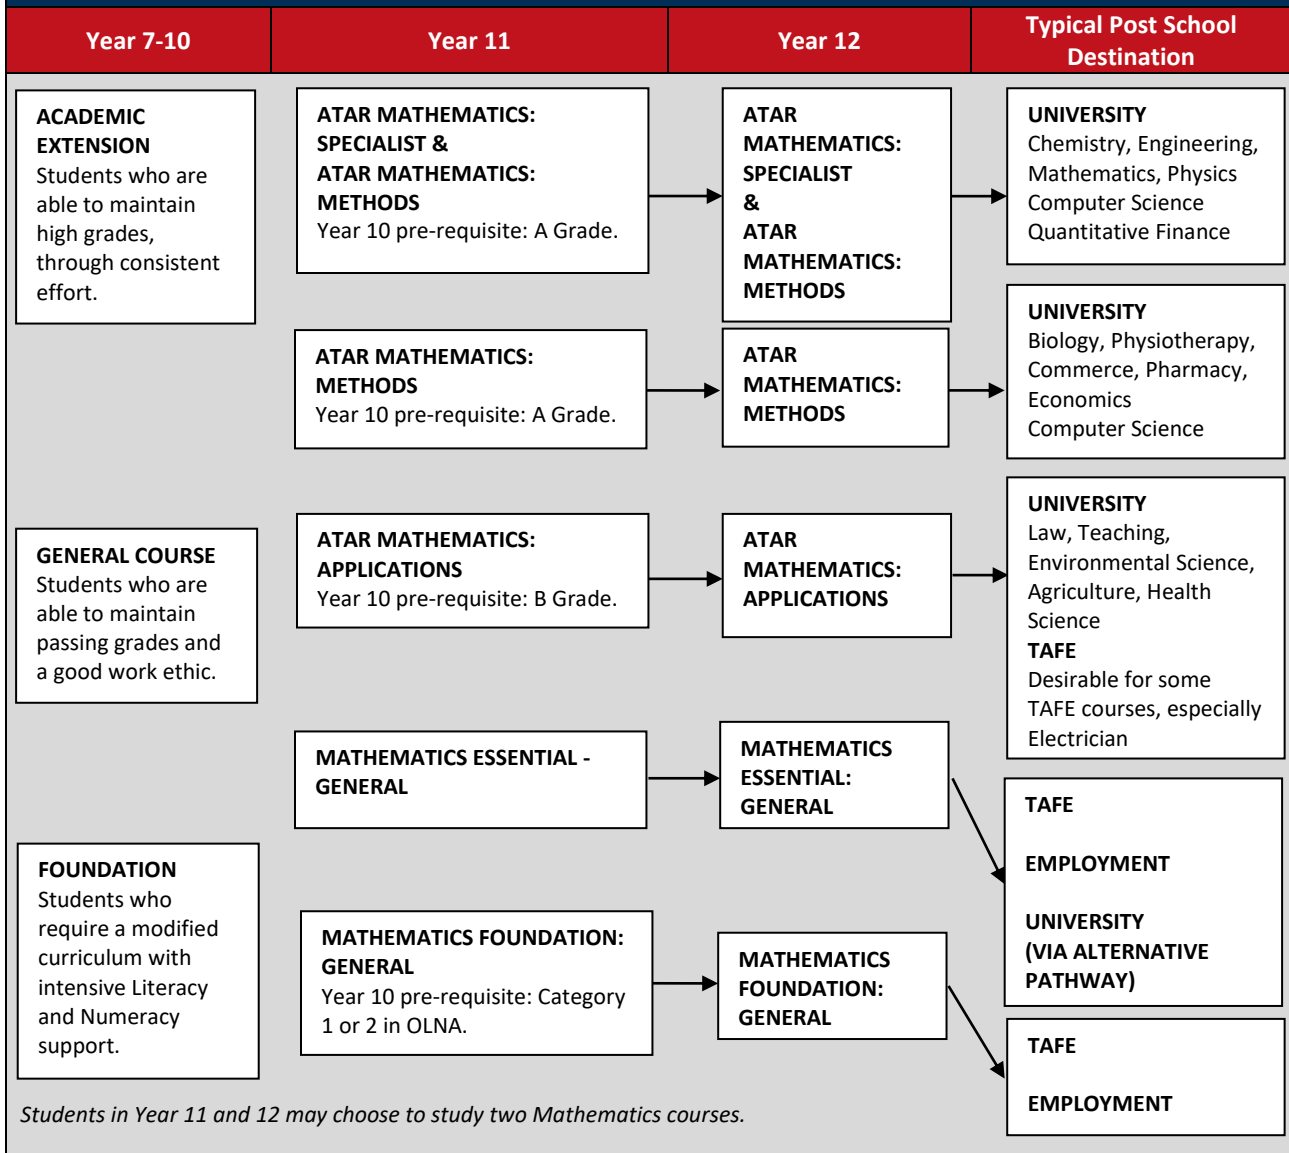 Year 7-10
Year 11
Year 12
Typical Post School
Destination
ACADEMIC
EXTENSION
Students who are
able to maintain
high grades,
through consistent
effort.
ATAR MATHEMATICS:
SPECIALIST &
ATAR MATHEMATICS:
METHODS
Year 10 pre-requisite: A Grade.
ATAR
MATHEMATICS:
SPECIALIST
&
ATAR
MATHEMATICS:
METHODS
UNIVERSITY
Chemistry, Engineering,
Mathematics, Physics
Computer Science
Quantitative Finance
ATAR MATHEMATICS:
METHODS
Year 10 pre-requisite: A Grade.
ATAR
MATHEMATICS:
METHODS
UNIVERSITY
Biology, Physiotherapy,
Commerce, Pharmacy,
Economics
Computer Science
GENERAL COURSE
Students who are
able to maintain
passing grades and
a good work ethic.
ATAR MATHEMATICS:
APPLICATIONS
Year 10 pre-requisite: B Grade.
ATAR
MATHEMATICS:
APPLICATIONS
UNIVERSITY
Law, Teaching,
Environmental Science,
Agriculture, Health
Science
TAFE
Desirable for some
TAFE courses, especially
Electrician
MATHEMATICS ESSENTIAL -
GENERAL
MATHEMATICS
ESSENTIAL:
GENERAL
TAFE
EMPLOYMENT
UNIVERSITY
(VIA ALTERNATIVE
PATHWAY)
FOUNDATION
Students who
require a modified
curriculum with
intensive Literacy
and Numeracy
support.
MATHEMATICS FOUNDATION:
GENERAL
Year 10 pre-requisite: Category
1 or 2 in OLNA.
MATHEMATICS
FOUNDATION:
GENERAL
TAFE
EMPLOYMENT
Students in Year 11 and 12 may choose to study two Mathematics courses.